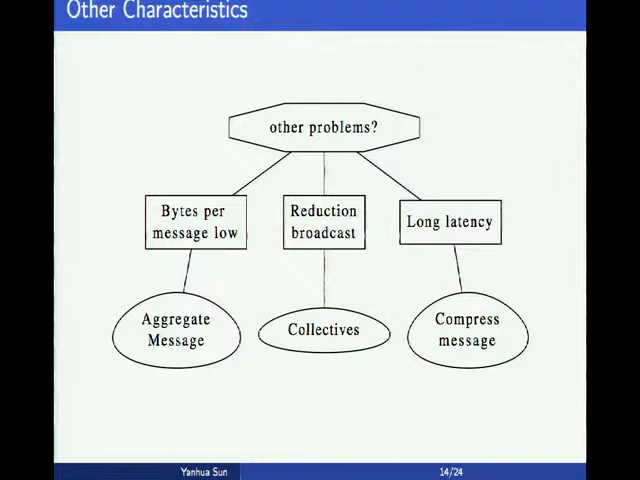 Other Characteristics
other problems?
Bytes per
message low
Reduction
broadcast
Long latency
Aggregate
Message
Collectives
Compress
message
Yanhua Sun
14/24